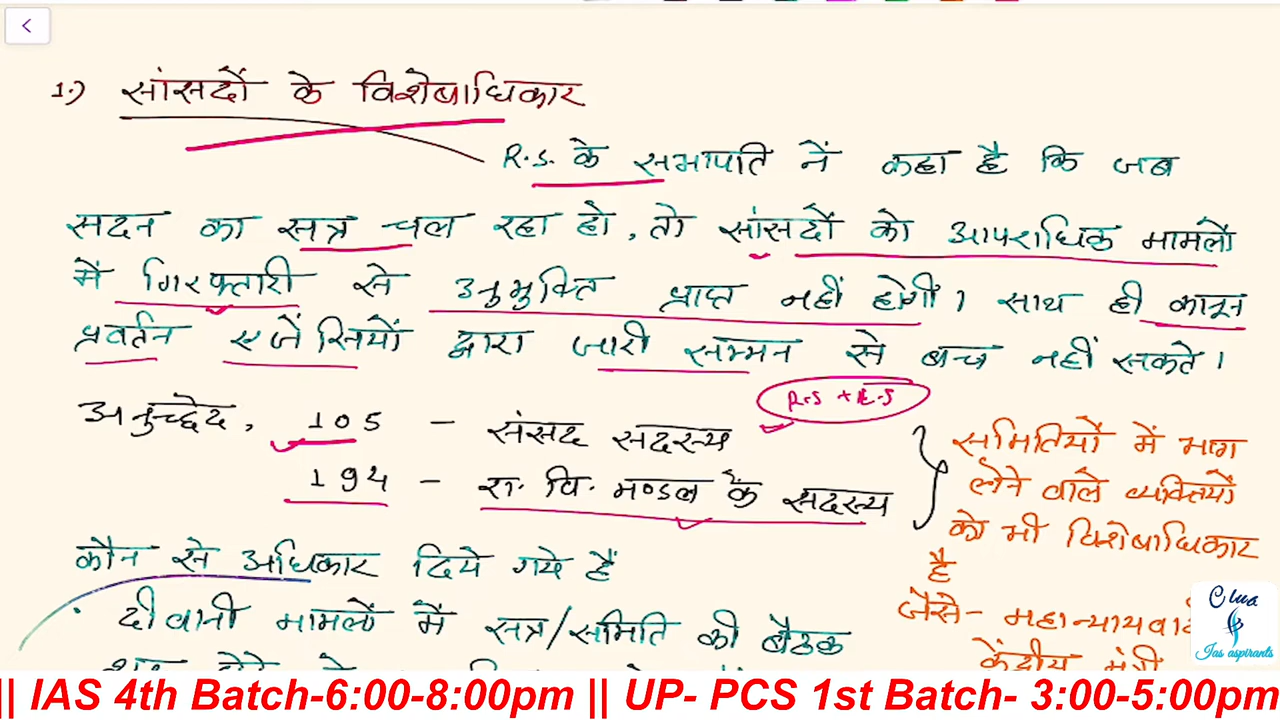 1.) सांसदों के विशेषाधिकार
R.S. के सभापति नें कहा है कि जब
सदन का सत्र चल रहा हो, तो सांसदों को आपराधिक मामलों
में गिरफ्तारी से उनुमुक्ति प्राप्त नहीं होगी। साथ ही कानून
प्रवर्तन एजेंसियों द्वारा जारी सम्मन से बच नहीं सकते।
R.S + L.S
अनुच्छेद, 105 - संसद सदस्य
194 - रा. वि. मण्डल के सदस्य
समितियों में भाग
लेने वाले व्यक्तियों
को भी विशेषाधिकार
है
जैसे - महान्यायवादी
केंद्रीय मंत्री
कौन से अधिकार दिये गये हैं
दीवानी मामलों में सत्र/समिति की बैठक
Clue
Ias aspirants
|| IAS 4th Batch-6:00-8:00pm || UP- PCS 1st Batch- 3:00-5:00pm